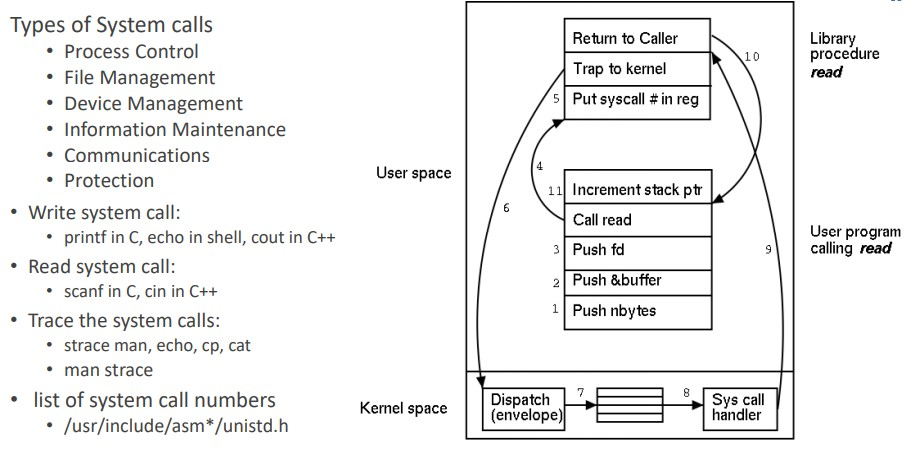 Types of System calls
• Process Control
• File Management
• Device Management
• Information Maintenance
• Communications
• Protection
• Write system call:
• printf in C, echo in shell, cout in C++
• Read system call:
• scanf in C, cin in C++
• Trace the system calls:
• strace man, echo, cp, cat
• man strace
• list of system call numbers
• /usr/include/asm*/unistd.h
User space
Kernel space
Return to Caller
Trap to kernel
5 Put syscall # in reg
10
4
6
9
11 Increment stack ptr
Call read
3 Push fd
2 Push &buffer
1 Push nbytes
Dispatch
(envelope)
7
8
Sys call
handler
Library
procedure
read
User program
calling read